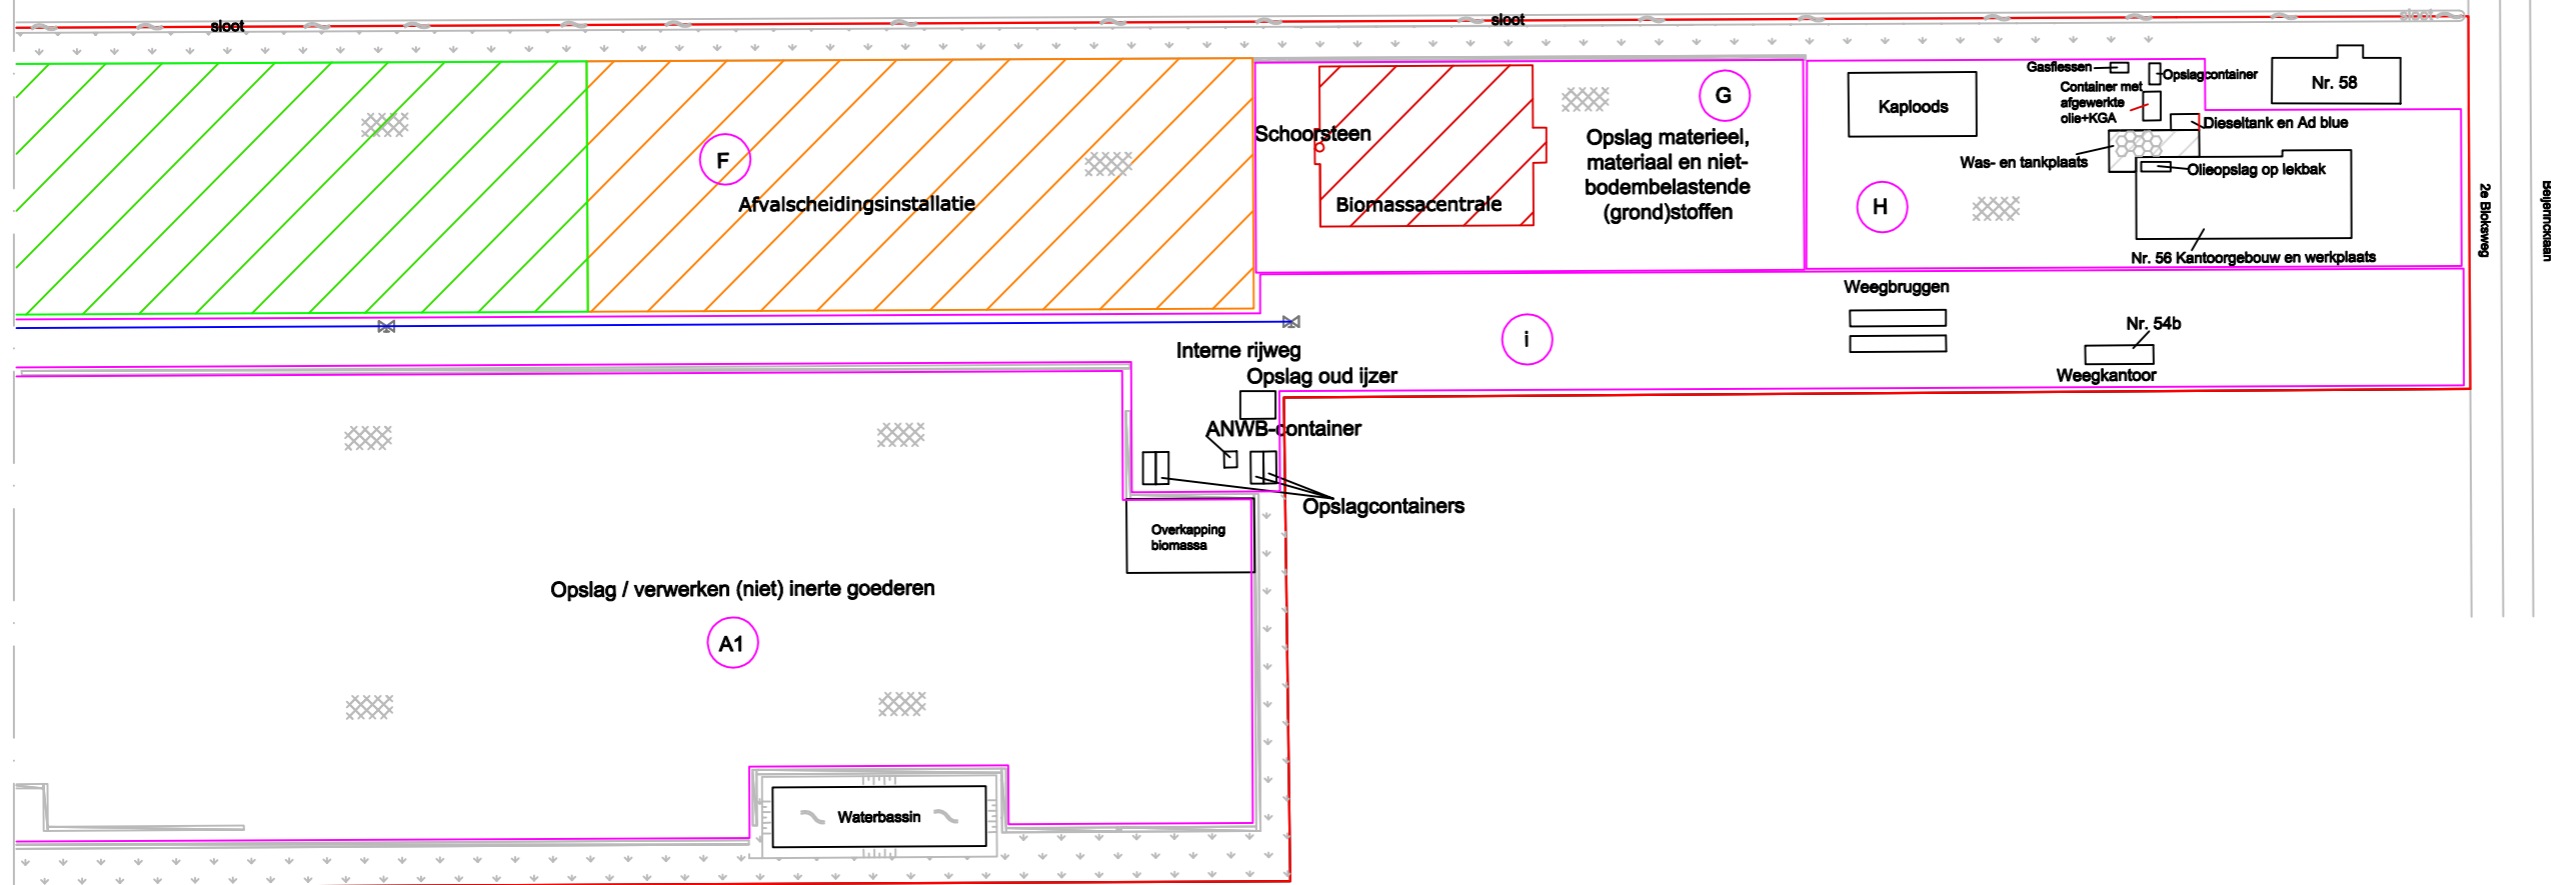 sloot
sloot
sloot
Gasflessen
Opslagcontainer
Container met
afgewerkte
olie+KGA
Nr. 58
Kaploods
G
Dieseltank en Ad blue
Schoorsteen
Opslag materieel,
materiaal en niet-
bodembelastende
(grond)stoffen
F
Was- en tankplaats
Olieopslag op lekbak
Afvalscheidingsinstallatie
Biomassacentrale
H
2e Bloksweg
Beijerincklaan
Nr. 56 Kantoorgebouw en werkplaats
Weegbruggen
Nr. 54b
i
Interne rijweg
Opslag oud ijzer
Weegkantoor
ANWB-container
Opslagcontainers
Overkapping
biomassa
Opslag / verwerken (niet) inerte goederen
A1
Waterbassin